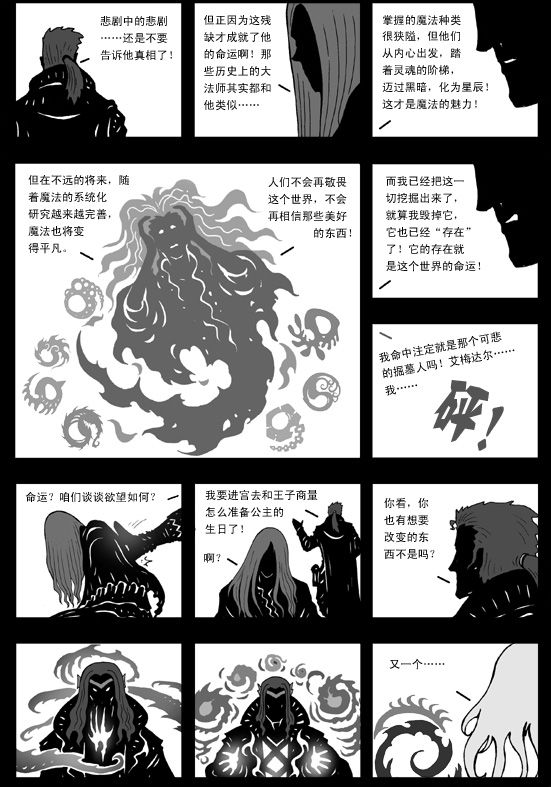 悲剧中的悲剧
……还是不要
告诉他真相了！
但正因为这残
缺才成就了他
的命运啊！那
些历史上的大
法师其实都和
他类似……
掌握的魔法种类
很狭隘，但他们
从内心出发，踏
着灵魂的阶梯，
迈过黑暗，化为星辰！
这才是魔法的魅力！
但在不远的将来，随
着魔法的系统化
研究越来越完善，
魔法也将变
得平凡。
人们不会再敬畏
这个世界，不会
再相信那些美好
的东西！
而我已经把这一
切挖掘出来了，
就算我毁掉它，
它也已经“存在”
了！它的存在就
是这个世界的命运！
我命中注定就是那个可悲
的掘墓人吗！艾梅达尔……
我……
砰！
命运？咱们谈谈欲望如何？
我要进宫去和王子商量
怎么准备公主的
生日了！
啊？
你看，你
也有想要
改变的东
西不是吗？
又一个……